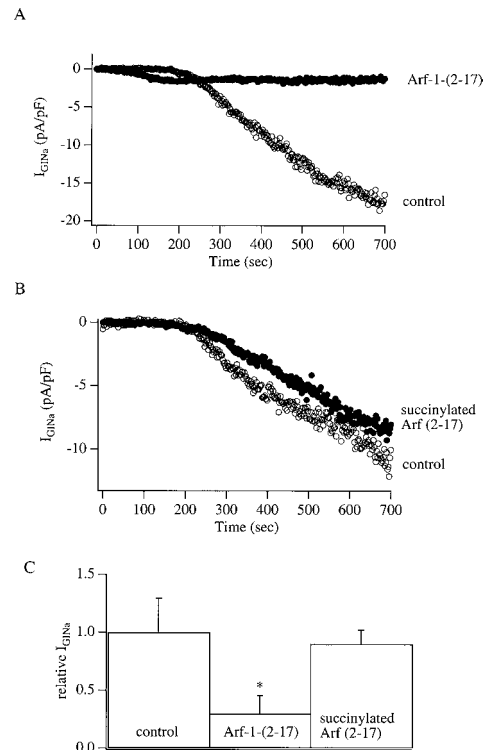 A
0
-5
-10
-15
-20
I_GlNa (pA/pF)
Arf-1-(2-17)
control
0 100 200 300 400 500 600 700
Time (sec)
B
0
-5
-10
I_GlNa (pA/pF)
succinylated
Arf (2-17)
control
0 100 200 300 400 500 600 700
Time (sec)
C
1.5
1.0
0.5
0.0
relative I_GlNa
*
control
Arf-1-(2-17)
succinylated
Arf (2-17)